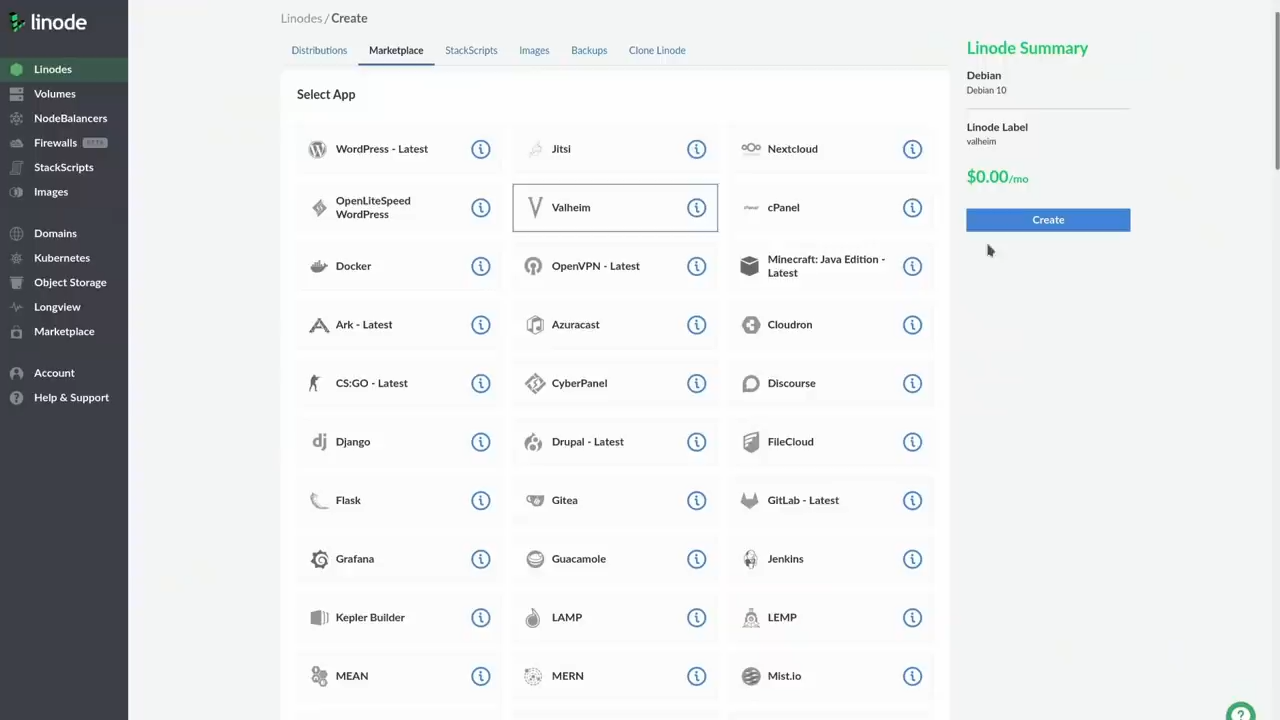 linode
Linodes
Volumes
NodeBalancers
Firewalls BETA
StackScripts
Images
Domains
Kubernetes
Object Storage
Longview
Marketplace
Account
Help & Support
Linodes / Create
Distributions Marketplace StackScripts Images Backups Clone Linode
Select App
WordPress - Latest
Jitsi
Nextcloud
OpenLiteSpeed
WordPress
Valheim
cPanel
Docker
OpenVPN - Latest
Minecraft: Java Edition -
Latest
Ark - Latest
Azuracast
Cloudron
CS:GO - Latest
CyberPanel
Discourse
Django
Drupal - Latest
FileCloud
Flask
Gitea
GitLab - Latest
Grafana
Guacamole
Jenkins
Kepler Builder
LAMP
LEMP
MEAN
MERN
Mist.io
Linode Summary
Debian
Debian 10
Linode Label
valheim
$0.00/mo
Create